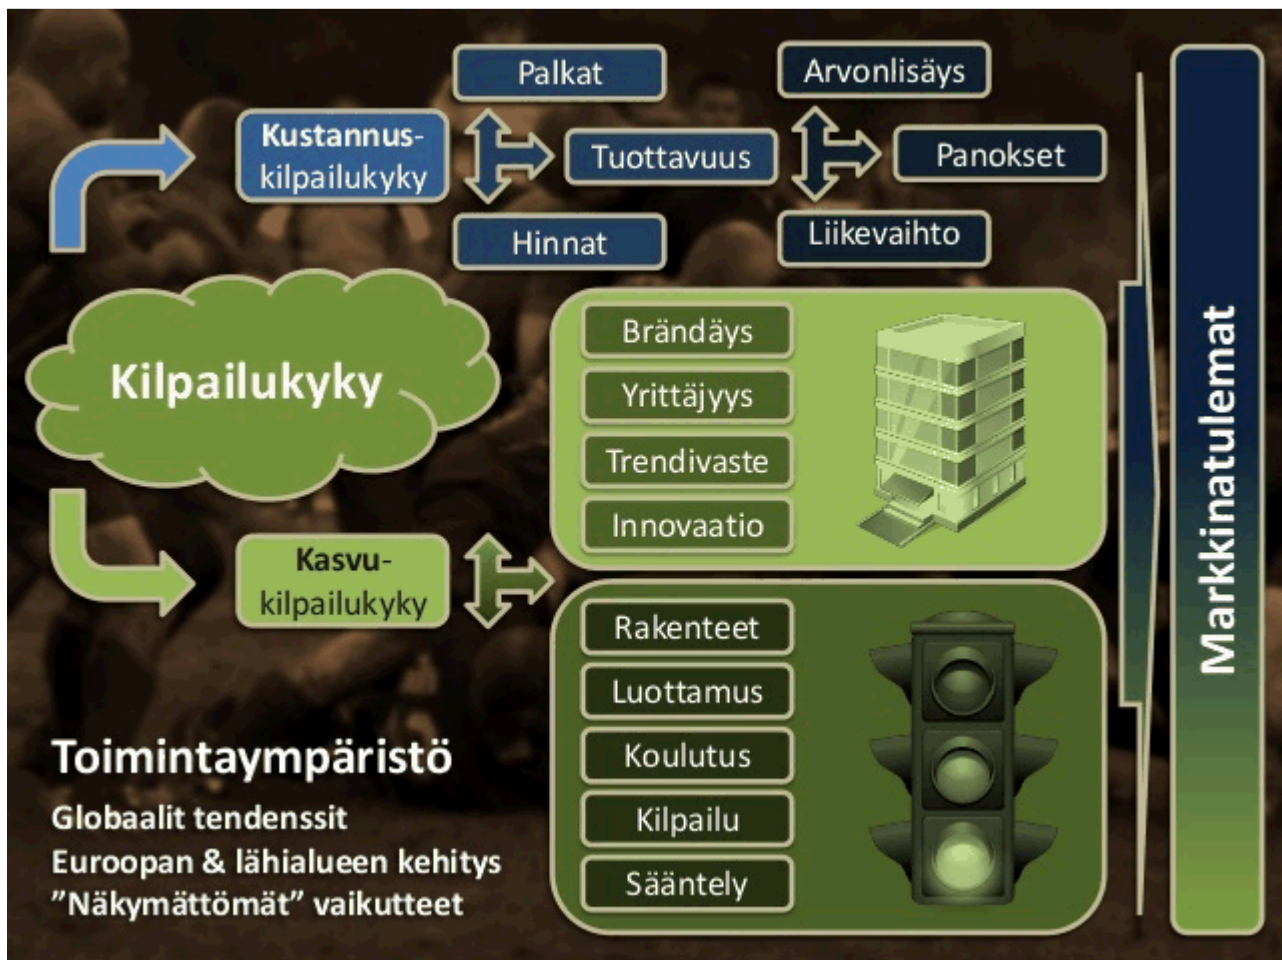 Palkat
Arvonlisäys
Kustannus-
kilpailukyky
Tuottavuus
Panokset
Hinnat
Liikevaihto
Kilpailukyky
Brändäys
Yrittäjyys
Trendivaste
Innovaatio
Kasvu-
kilpailukyky
Rakenteet
Luottamus
Koulutus
Kilpailu
Sääntely
Toimintaympäristö
Globaalit tendenssit
Euroopan & lähialueen kehitys
”Näkymättömät” vaikutteet
Markkinatulemat